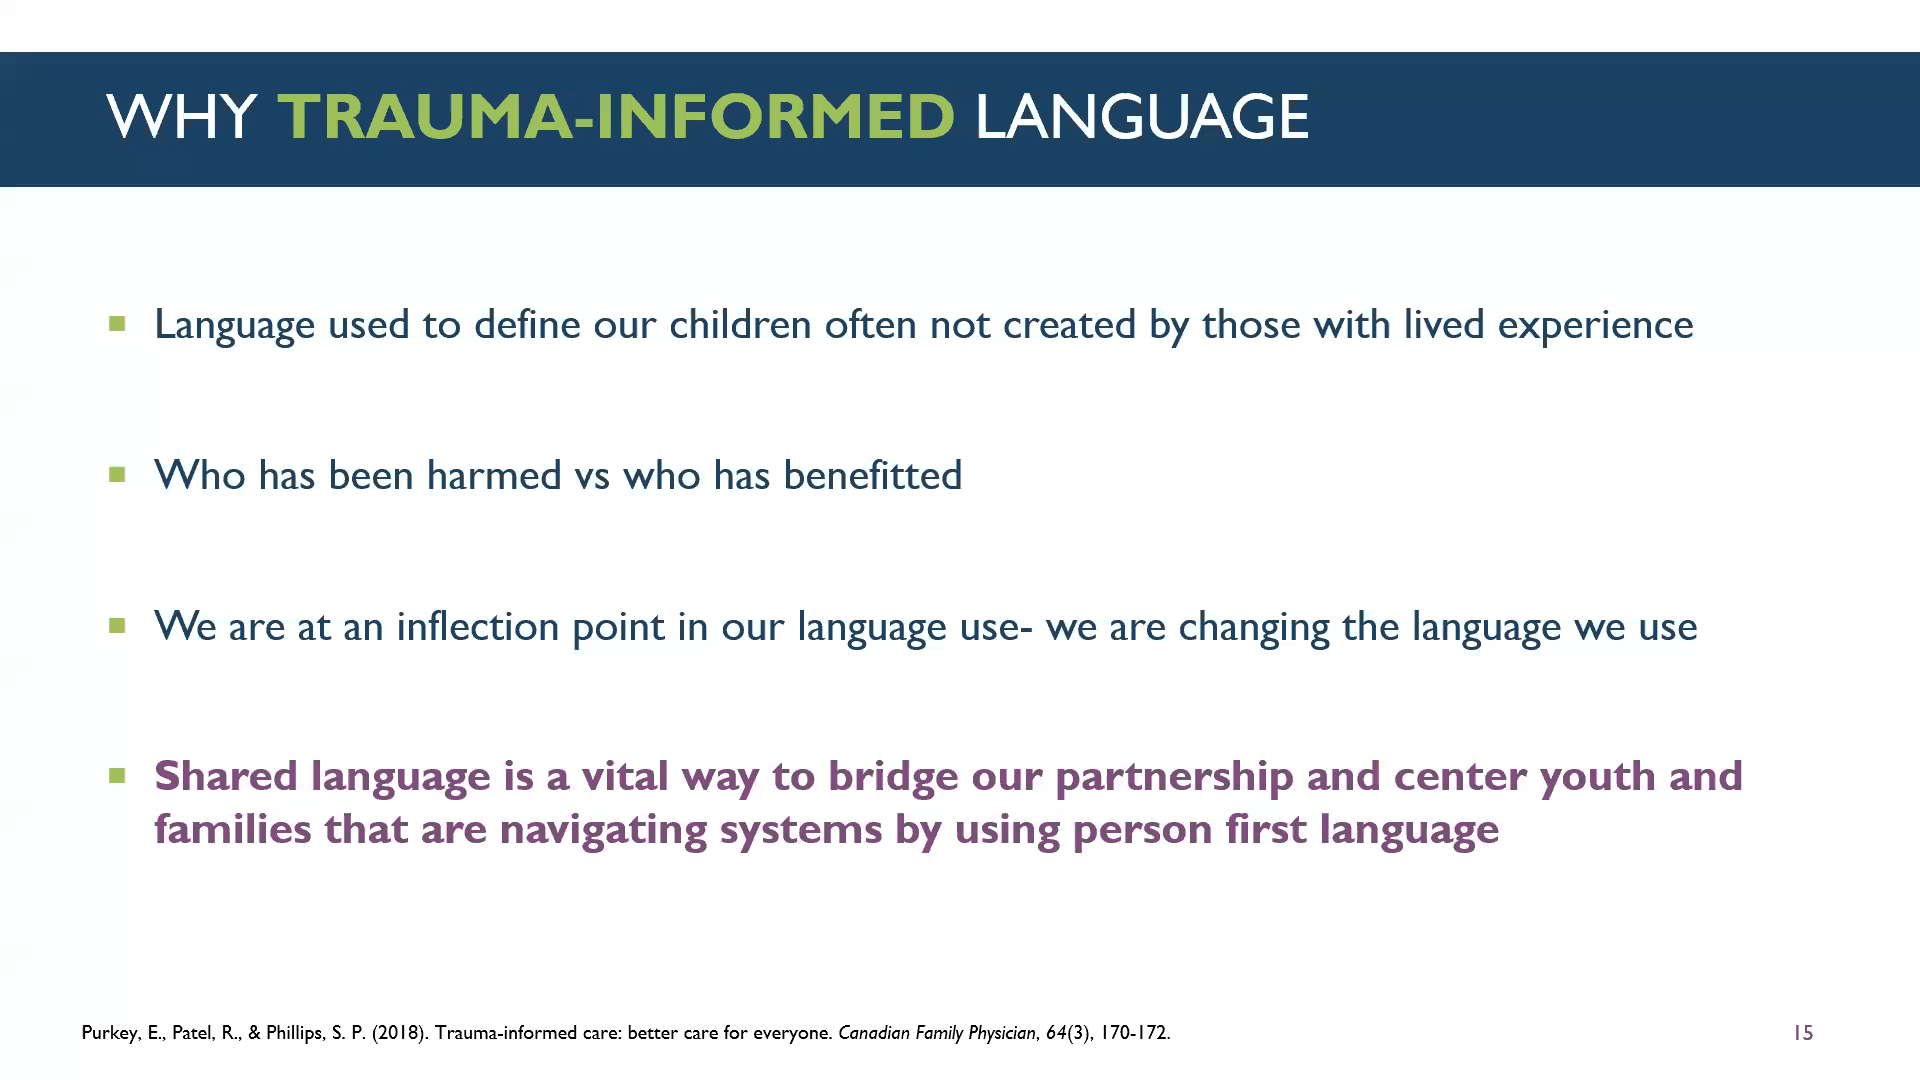 WHY TRAUMA-INFORMED LANGUAGE
Language used to define our children often not created by those with lived experience
Who has been harmed vs who has benefitted
We are at an inflection point in our language use- we are changing the language we use
Shared language is a vital way to bridge our partnership and center youth and
families that are navigating systems by using person first language
Purkey, E., Patel, R., & Phillips, S. P. (2018). Trauma-informed care: better care for everyone. Canadian Family Physician, 64(3), 170-172.
15